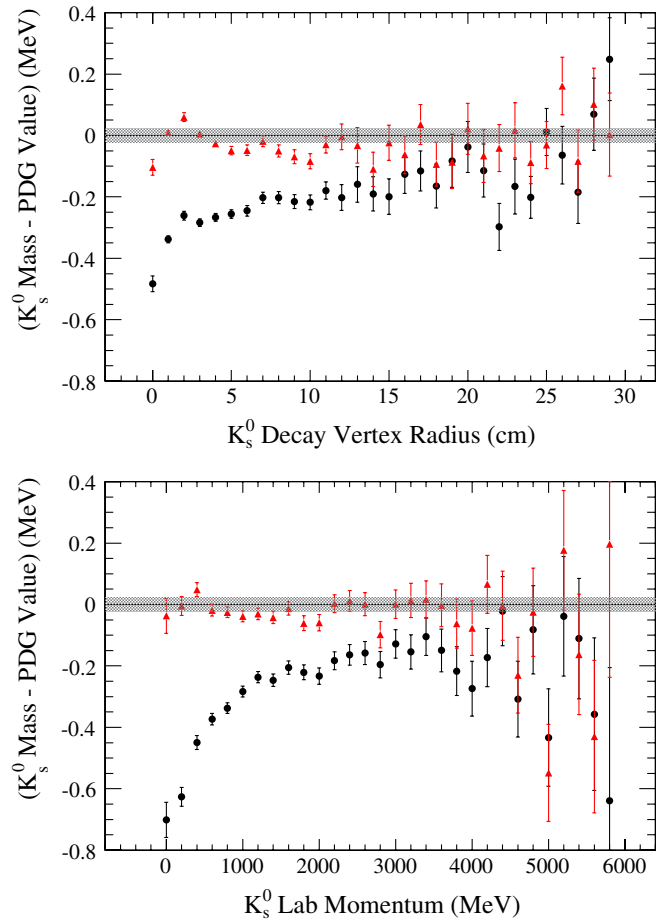 (K⁰ₛ Mass - PDG Value) (MeV)
0.4
0.2
0
-0.2
-0.4
-0.6
-0.8
0 5 10 15 20 25 30
K⁰ₛ Decay Vertex Radius (cm)
(K⁰ₛ Mass - PDG Value) (MeV)
0.4
0.2
0
-0.2
-0.4
-0.6
-0.8
0 1000 2000 3000 4000 5000 6000
K⁰ₛ Lab Momentum (MeV)